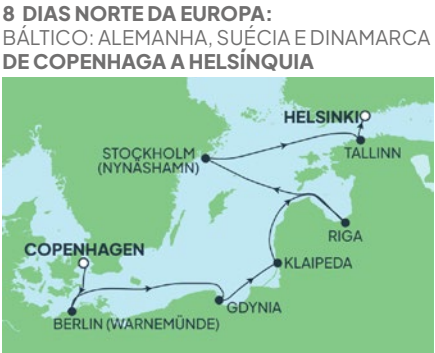 8 DIAS NORTE DA EUROPA:
BÁLTICO: ALEMANHA, SUÉCIA E DINAMARCA
DE COPENHAGA A HELSÍNQUIA
HELSINKI
STOCKHOLM
(NYNÄSHAMN)
TALLINN
RIGA
COPENHAGEN
KLAIPEDA
GDYNIA
BERLIN (WARNEMÜNDE)